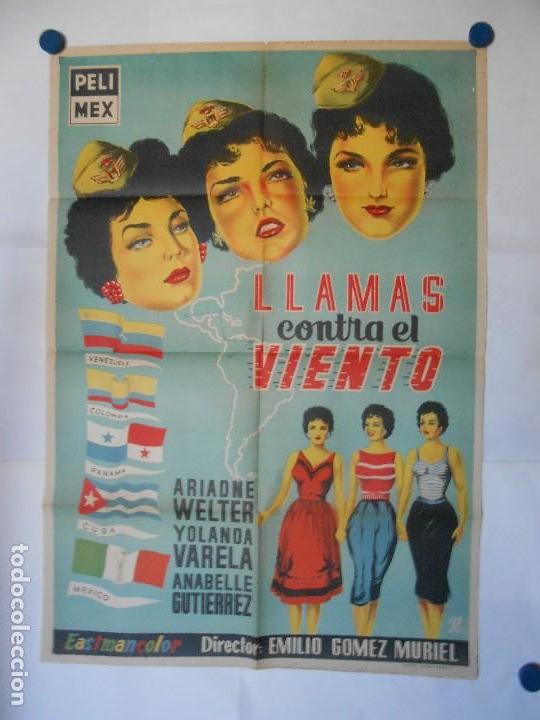 PELI
MEX
LLAMAS
contra el
VIENTO
VENEZUELA
COLOMBIA
PANAMA
CUBA
MEXICO
ARIADNE
WELTER
YOLANDA
VARELA
ANABELLE
GUTIERREZ
R
Eastmancolor Director: EMILIO GOMEZ MURIEL
todocoleccion.net